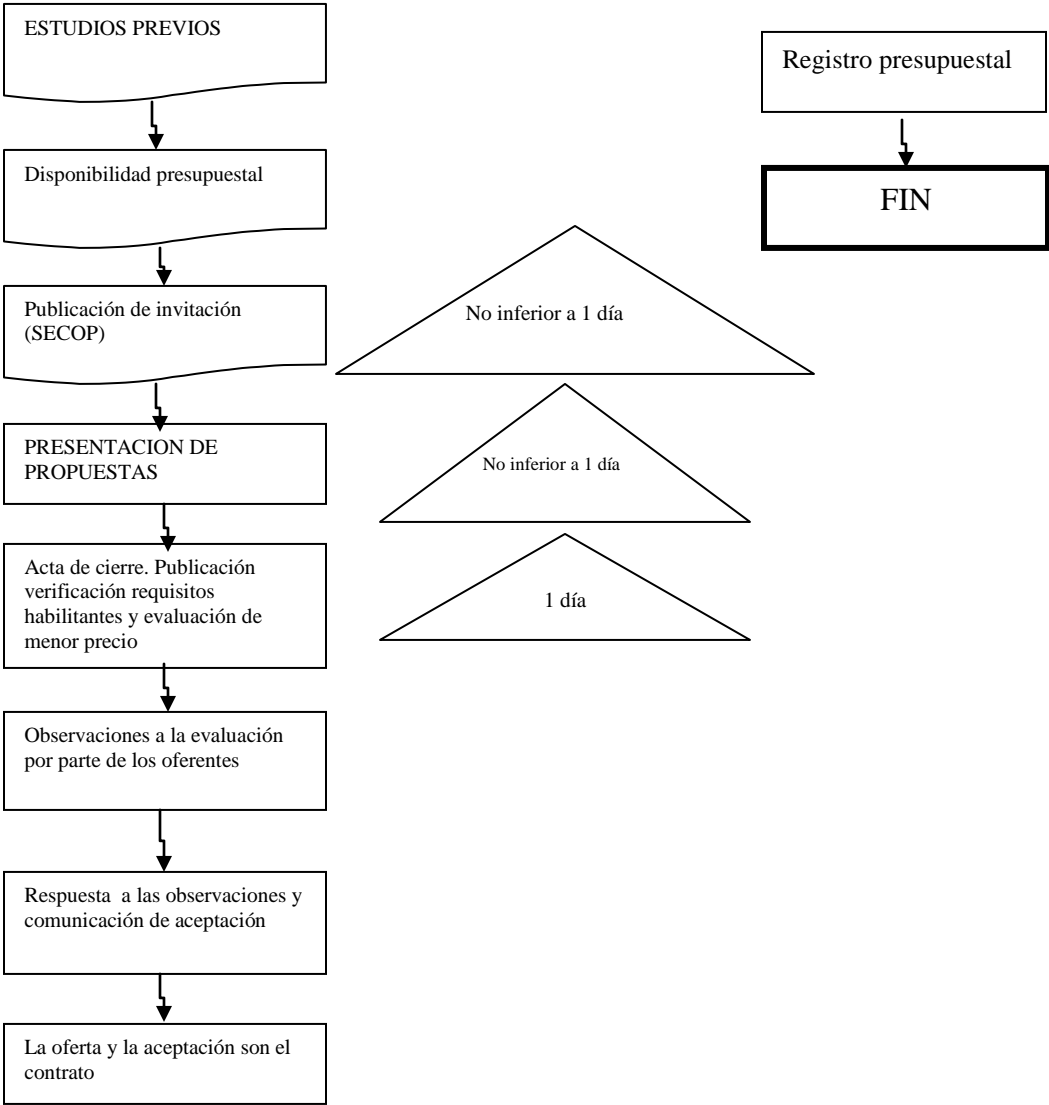 ESTUDIOS PREVIOS
Disponibilidad presupuestal
Publicación de invitación
(SECOP)
No inferior a 1 día
PRESENTACION DE
PROPUESTAS
No inferior a 1 día
Acta de cierre. Publicación
verificación requisitos
habilitantes y evaluación de
menor precio
1 día
Observaciones a la evaluación
por parte de los oferentes
Respuesta a las observaciones y
comunicación de aceptación
La oferta y la aceptación son el
contrato
Registro presupuestal
FIN